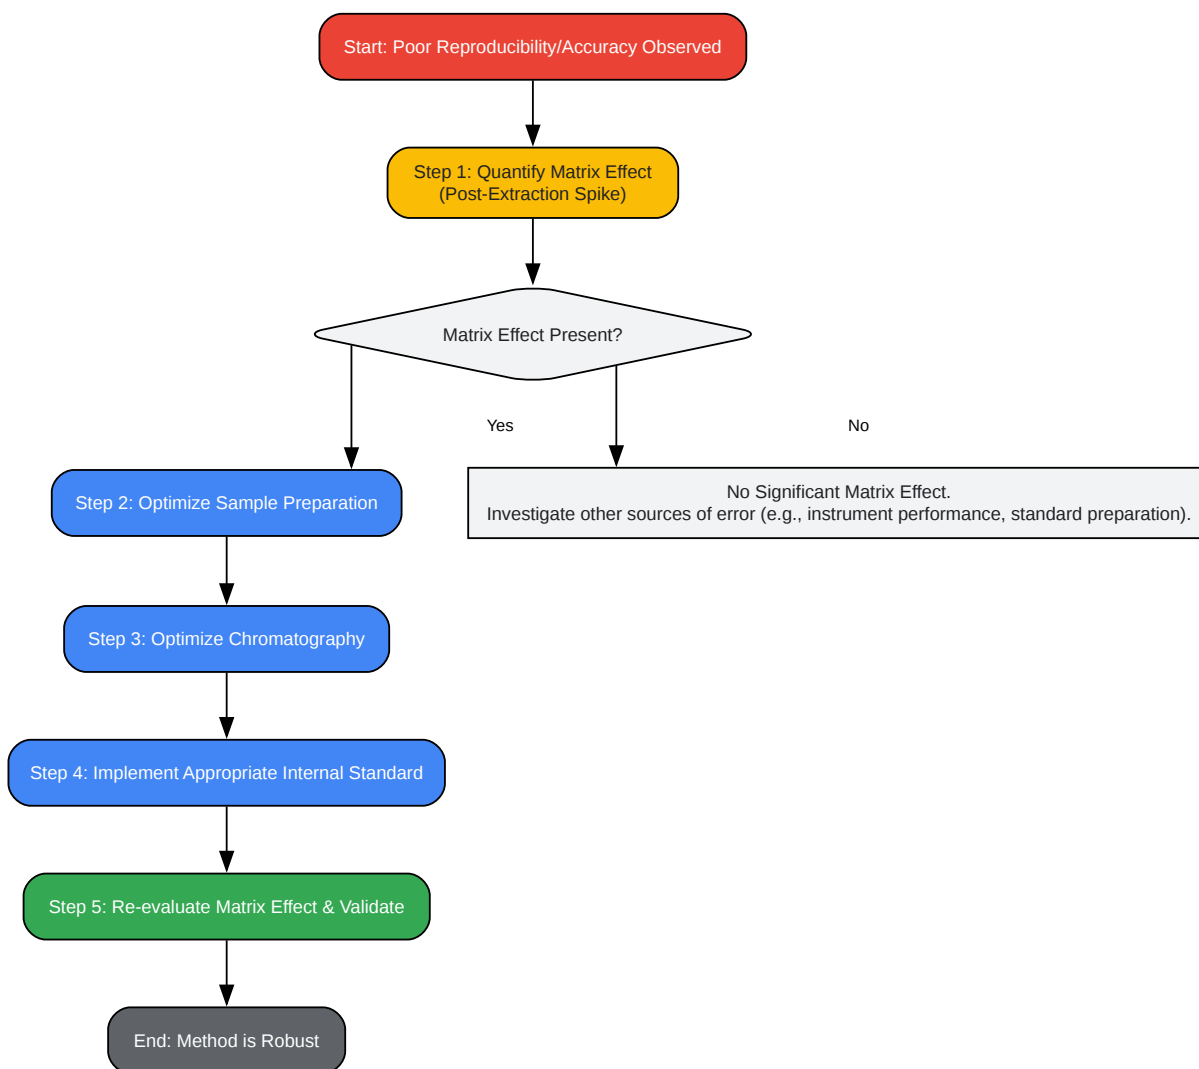 Start: Poor Reproducibility/Accuracy Observed
Step 1: Quantify Matrix Effect
(Post-Extraction Spike)
Matrix Effect Present?
Yes
No
Step 2: Optimize Sample Preparation
No Significant Matrix Effect.
Investigate other sources of error (e.g., instrument performance, standard preparation).
Step 3: Optimize Chromatography
Step 4: Implement Appropriate Internal Standard
Step 5: Re-evaluate Matrix Effect & Validate
End: Method is Robust